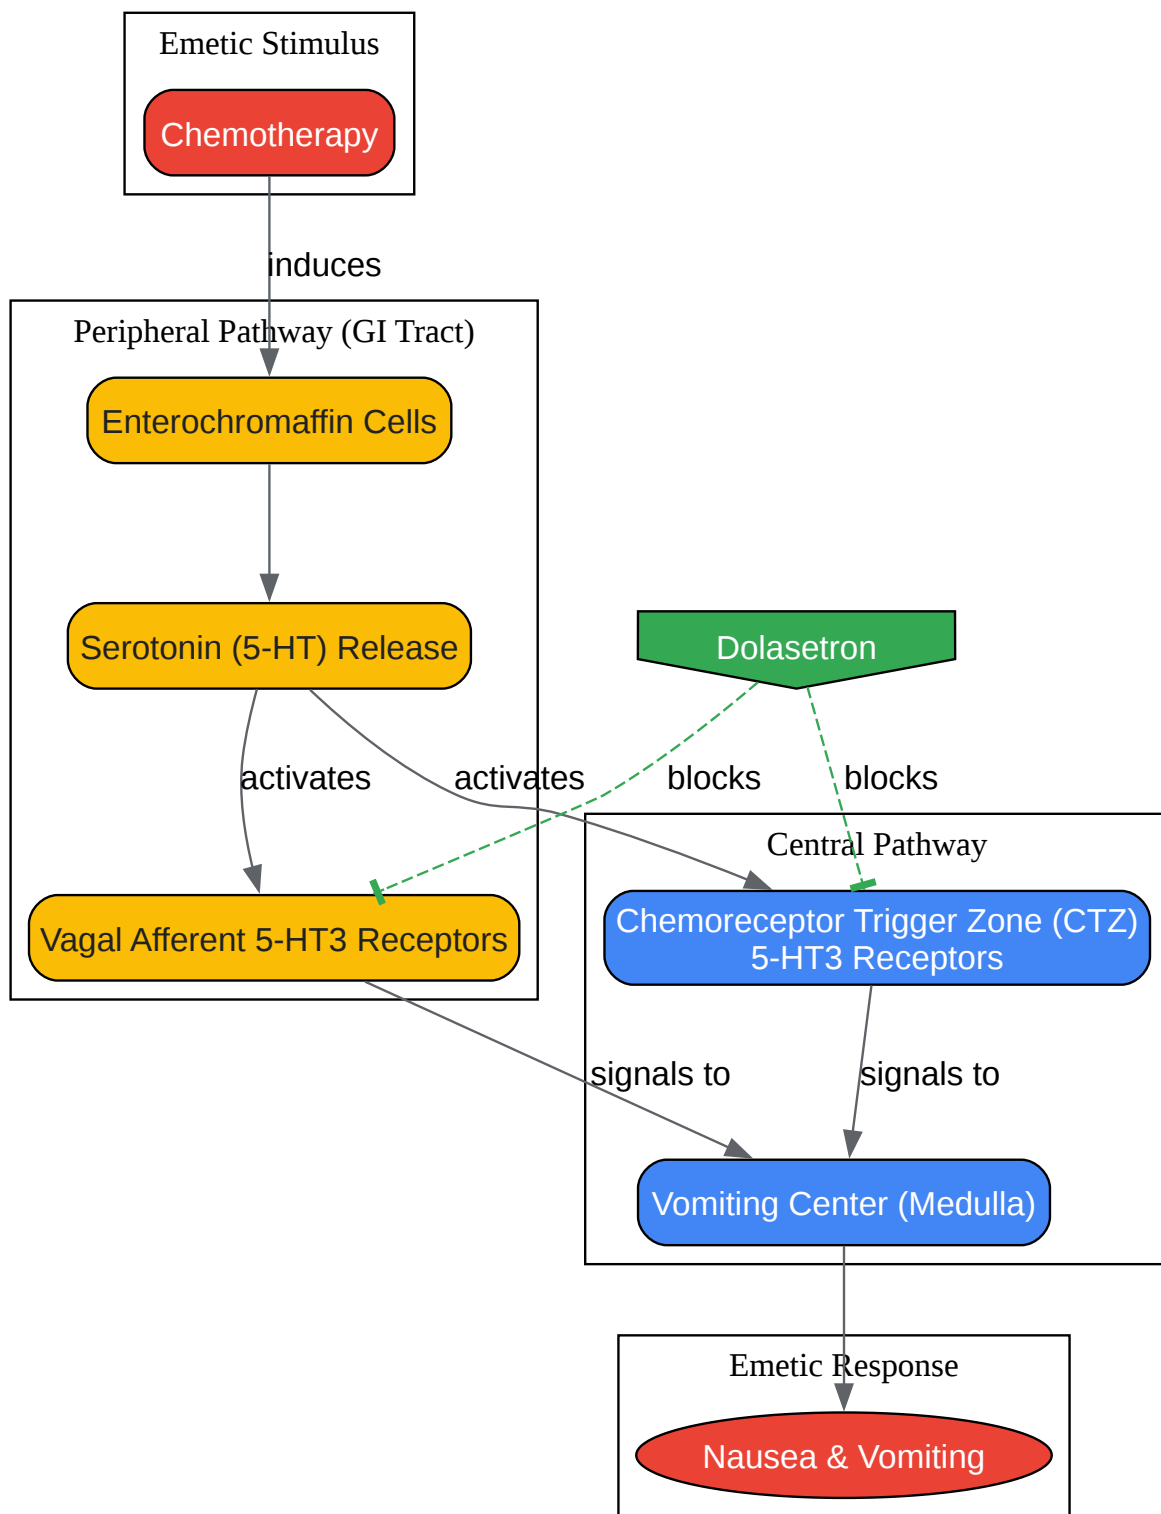 Emetic Stimulus
Chemotherapy
induces
Peripheral Pathway (GI Tract)
Enterochromaffin Cells
Serotonin (5-HT) Release
Dolasetron
activates
activates
blocks
blocks
Central Pathway
Vagal Afferent 5-HT3 Receptors
Chemoreceptor Trigger Zone (CTZ)
5-HT3 Receptors
signals to
signals to
Vomiting Center (Medulla)
Emetic Response
Nausea & Vomiting